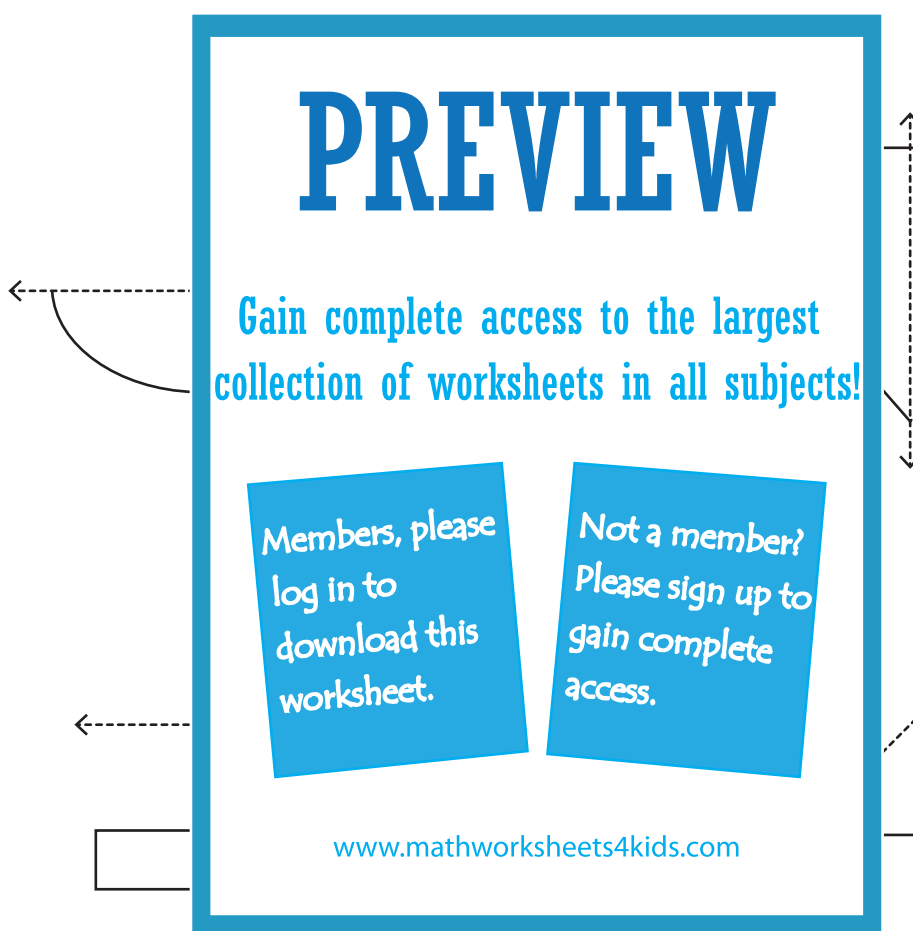 PREVIEW
Gain complete access to the largest
collection of worksheets in all subjects!
Members, please
log in to
download this
worksheet.
Not a member?
Please sign up to
gain complete
access.
www.mathworksheets4kids.com